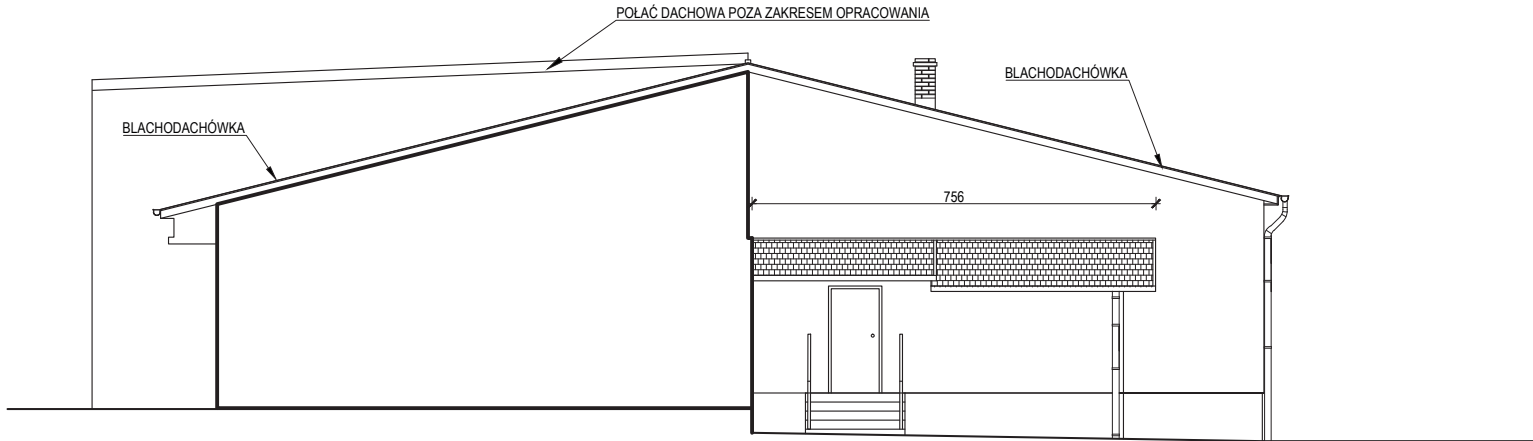 POŁAĆ DACHOWA POZA ZAKRESEM OPRACOWANIA
BLACHODACHÓWKA
BLACHODACHÓWKA
756